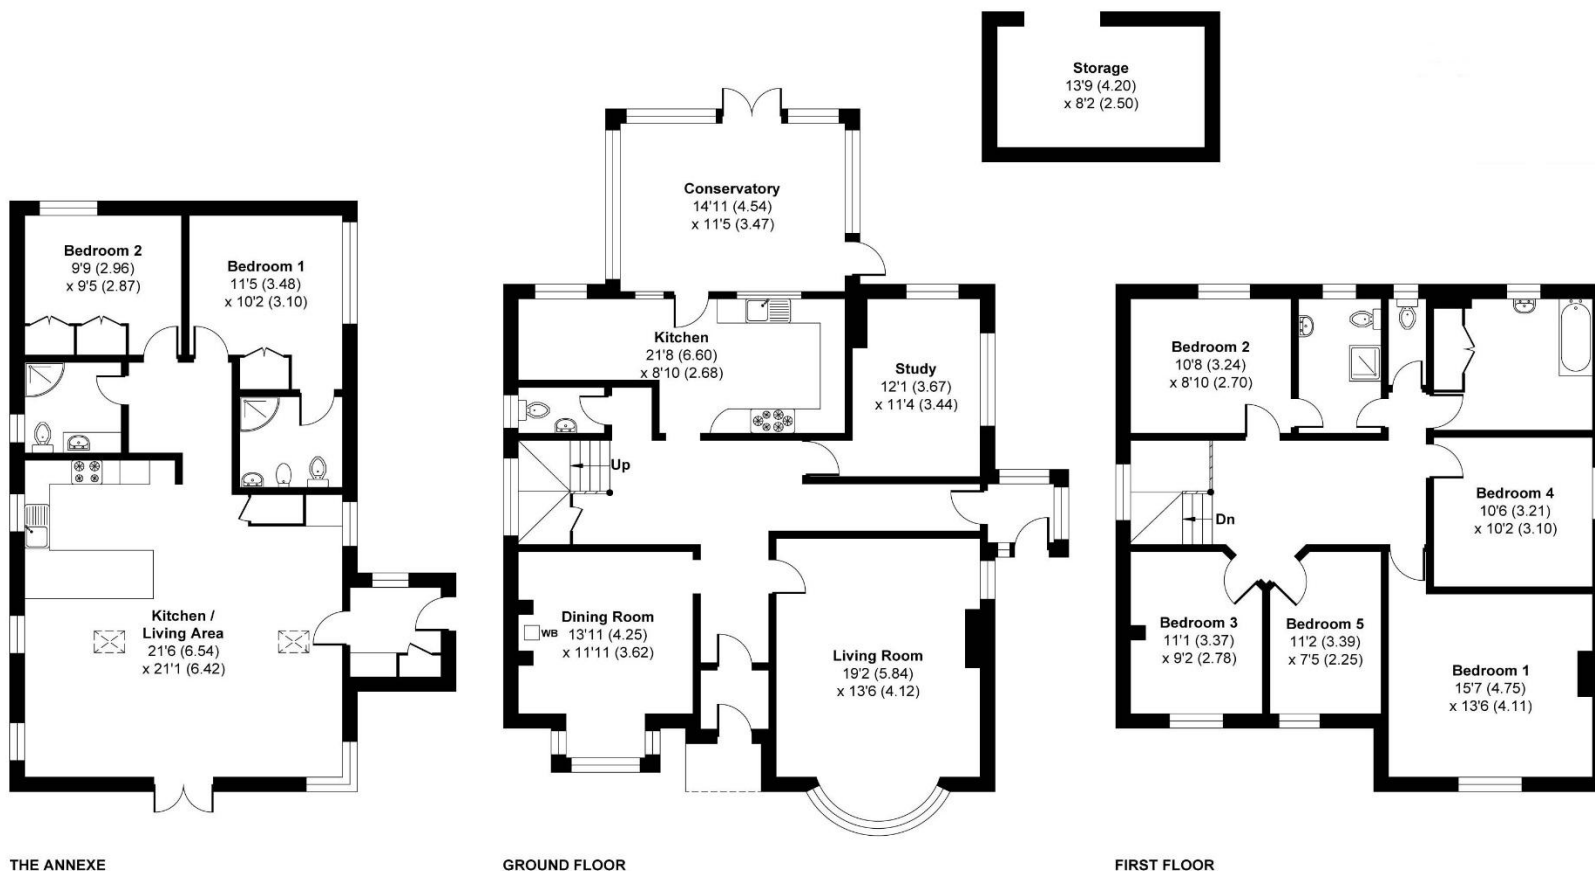 Storage
13'9 (4.20)
x 8'2 (2.50)
Conservatory
14'11 (4.54)
x 11'5 (3.47)
Bedroom 2
9'9 (2.96)
x 9'5 (2.87)
Bedroom 1
11'5 (3.48)
x 10'2 (3.10)
Kitchen /
Living Area
21'6 (6.54)
x 21'1 (6.42)
THE ANNEXE
Kitchen
21'8 (6.60)
x 8'10 (2.68)
Study
12'1 (3.67)
x 11'4 (3.44)
Up
Dining Room
13'11 (4.25)
x 11'11 (3.62)
WB
Living Room
19'2 (5.84)
x 13'6 (4.12)
GROUND FLOOR
Bedroom 2
10'8 (3.24)
x 8'10 (2.70)
Bedroom 4
10'6 (3.21)
x 10'2 (3.10)
Dn
Bedroom 3
11'1 (3.37)
x 9'2 (2.78)
Bedroom 5
11'2 (3.39)
x 7'5 (2.25)
Bedroom 1
15'7 (4.75)
x 13'6 (4.11)
FIRST FLOOR